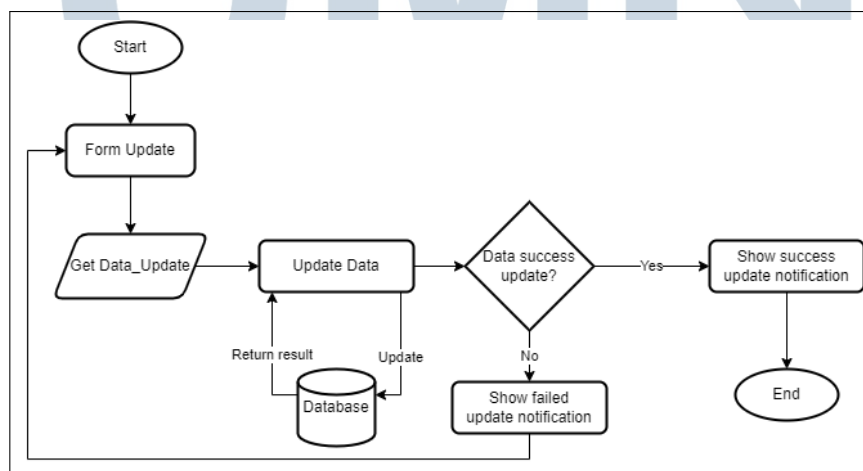 Start
Form Update
Get Data_Update
Update Data
Data success
update?
Yes
Show success
update notification
Return result
Update
No
Database
Show failed
update notification
End